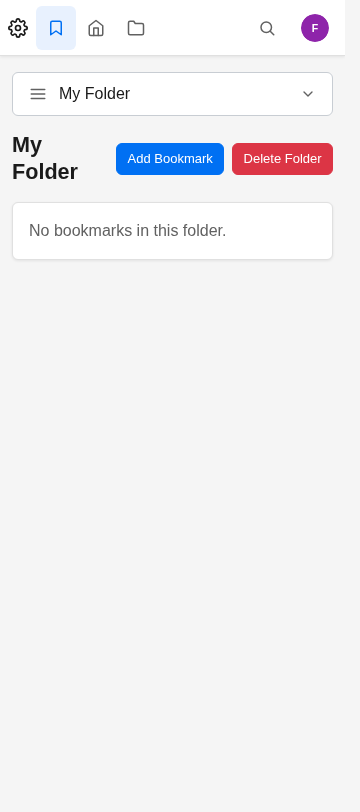 F
My Folder
My
Folder
Add Bookmark
Delete Folder
No bookmarks in this folder.